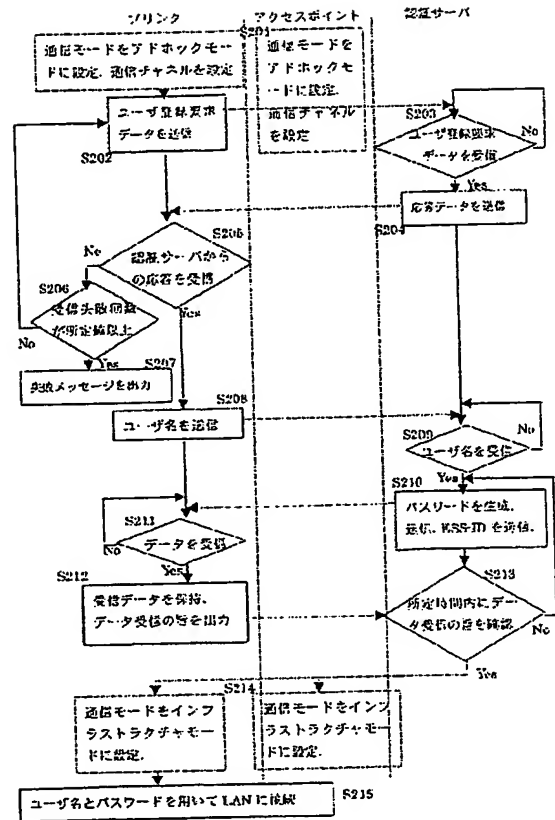 プリンタ
アクセスポイント
認証サーバ
S201
通信モードをアドホックモー
ドに設定. 通信チャネルを設定
通信モードを
アドホックモ
ードに設定.
通信チャネル
を設定
ユーザ登録要求
データを送信
S202
S203
ユーザ登録要求
データを受信
No
Yes
応答データを送信
S204
S205
認証サーバか
らの応答を受信
No
Yes
S206
受信失敗回数
が所定値以上
No
Yes
S207
失敗メッセージを出力
S208
ユーザ名を送信
S209
ユーザ名を受信
No
Yes
S210
パスワードを生成、
送信. ESS-ID を送信.
S211
データを受信
No
Yes
S212
受信データを保持、
データ受信の旨を出力
S213
所定時間内にデー
タ受信の旨を確認
No
Yes
S214
通信モードをインフ
ラストラクチャモー
ドに設定.
通信モードをインフ
ラストラクチャモー
ドに設定.
ユーザ名とパスワードを用いて LAN に接続
S215